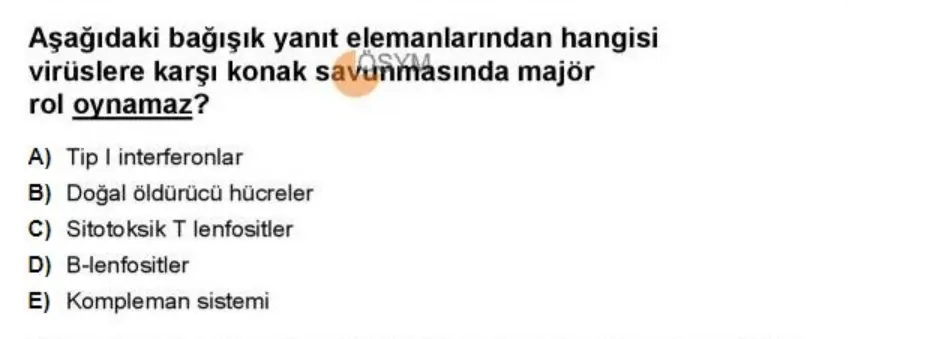 Aşağıdaki bağışık yanıt elemanlarından hangisi
virüslere karşı konak savunmasında majör
rol oynamaz?
ÖSYM
A) Tip I interferonlar
B) Doğal öldürücü hücreler
C) Sitotoksik T lenfositler
D) B-lenfositler
E) Kompleman sistemi